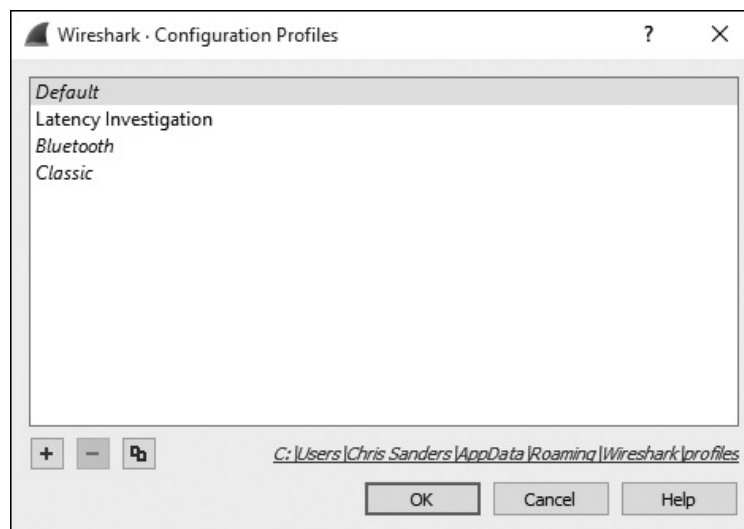 Wireshark · Configuration Profiles ? ×
Default
Latency Investigation
Bluetooth
Classic
+ −
C:\Users\Chris Sanders\AppData\Roaming\Wireshark\profiles
OK Cancel Help